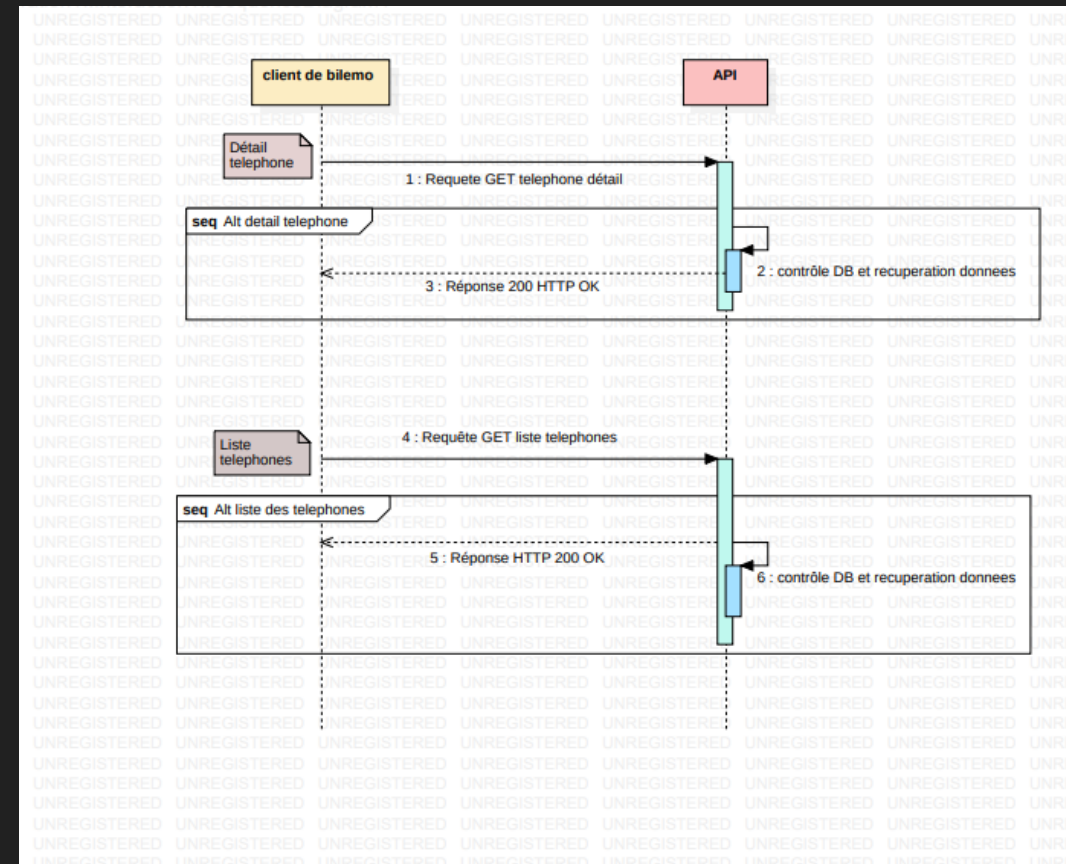 client de bilemo
API
Détail
telephone
1 : Requete GET telephone détail
seq Alt detail telephone
2 : contrôle DB et recuperation donnees
3 : Réponse 200 HTTP OK
Liste
telephones
4 : Requête GET liste telephones
seq Alt liste des telephones
5 : Réponse HTTP 200 OK
6 : contrôle DB et recuperation donnees
UNREGISTERED